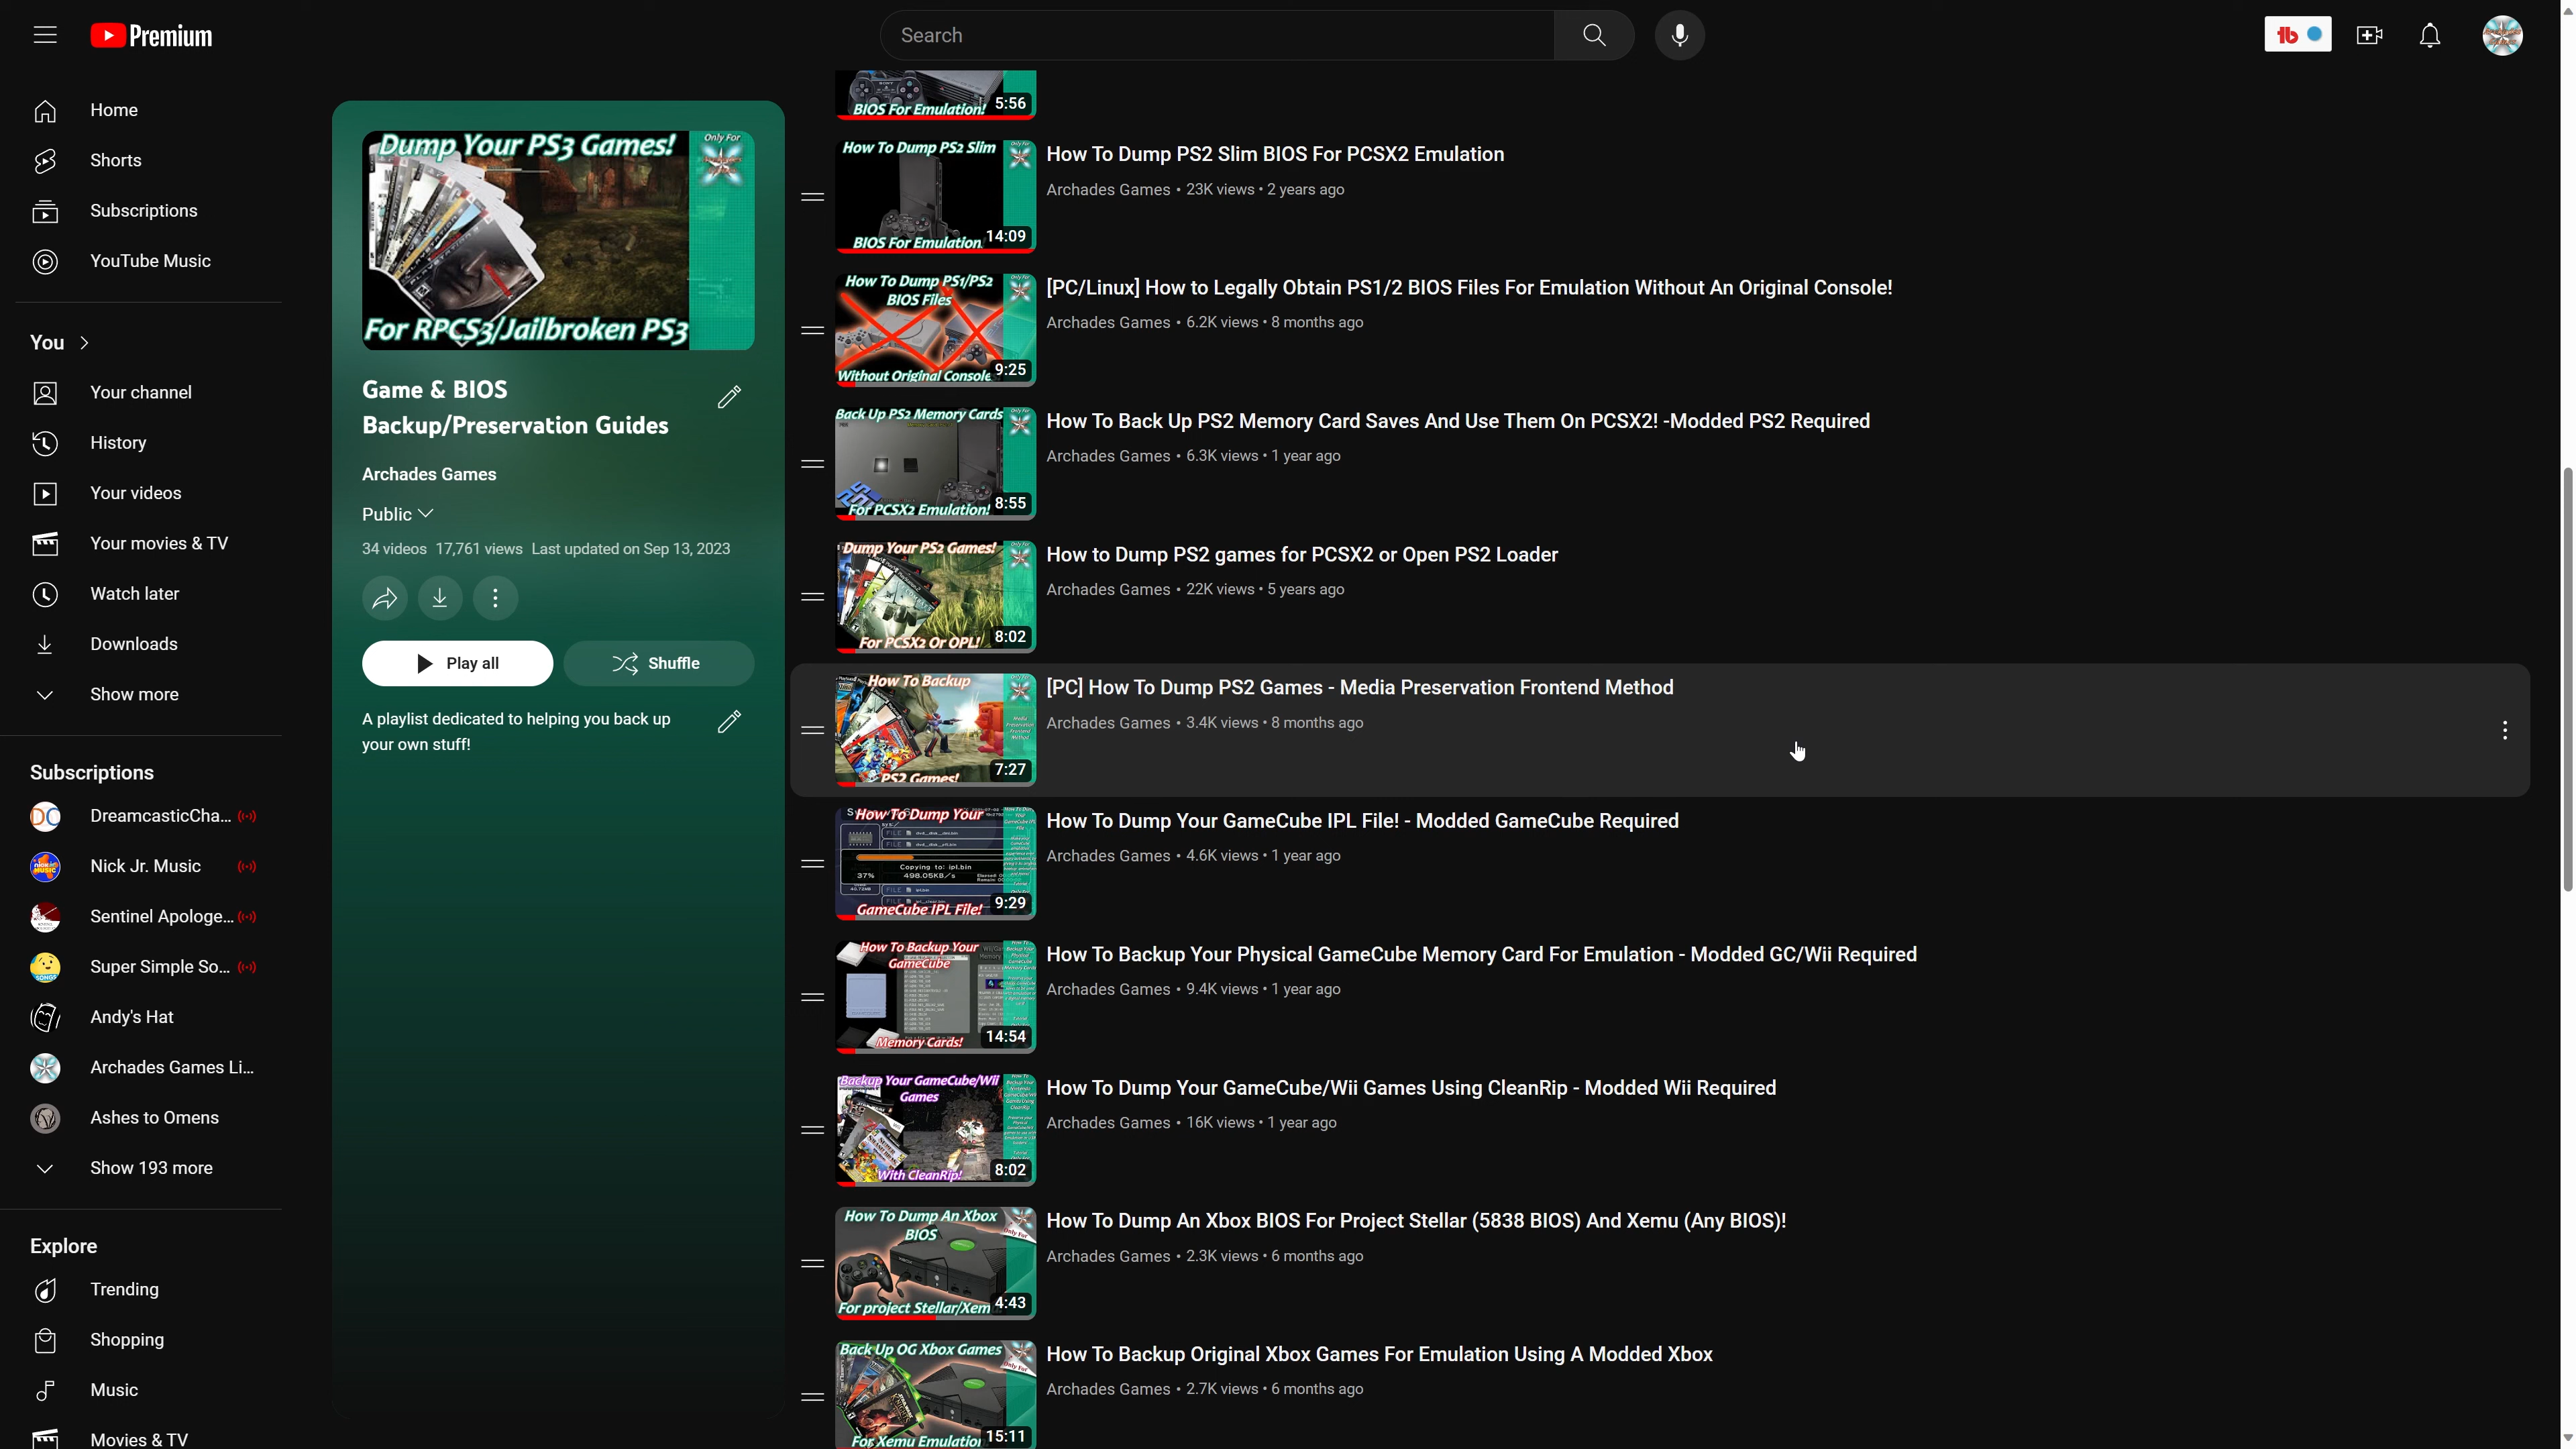 Premium
Search
Home
Shorts
Subscriptions
YouTube Music
You
Your channel
History
Your videos
Your movies & TV
Watch later
Downloads
Show more
Subscriptions
DreamcasticCha...
Nick Jr. Music
Sentinel Apologe...
Super Simple So...
Andy's Hat
Archades Games Li...
Ashes to Omens
Show 193 more
Explore
Trending
Shopping
Music
Movies & TV
Dump Your PS3 Games!
Only For
For RPCS3/Jailbroken PS3
Game & BIOS
Backup/Preservation Guides
Archades Games
Public
34 videos 17,761 views Last updated on Sep 13, 2023
Play all
Shuffle
A playlist dedicated to helping you back up
your own stuff!
BIOS For Emulation!
5:56
How To Dump PS2 Slim
BIOS For Emulation
14:09
How To Dump PS2 Slim BIOS For PCSX2 Emulation
Archades Games • 23K views • 2 years ago
How To Dump PS1/PS2
BIOS Files
Without Original Console
9:25
[PC/Linux] How to Legally Obtain PS1/2 BIOS Files For Emulation Without An Original Console!
Archades Games • 6.2K views • 8 months ago
Back Up PS2 Memory Cards
For PCSX2 Emulation!
8:55
How To Back Up PS2 Memory Card Saves And Use Them On PCSX2! -Modded PS2 Required
Archades Games • 6.3K views • 1 year ago
Dump Your PS2 Games!
For PCSX2 Or OPL!
8:02
How to Dump PS2 games for PCSX2 or Open PS2 Loader
Archades Games • 22K views • 5 years ago
How To Backup
Media
Preservation
Frontend
Method
PS2 Games!
7:27
[PC] How To Dump PS2 Games - Media Preservation Frontend Method
Archades Games • 3.4K views • 8 months ago
How To Dump Your
Copying to: ipl.bin
37% 498.05KB/s
GameCube IPL File!
9:29
How To Dump Your GameCube IPL File! - Modded GameCube Required
Archades Games • 4.6K views • 1 year ago
How To Backup Your
GameCube
Memory Cards!
14:54
How To Backup Your Physical GameCube Memory Card For Emulation - Modded GC/Wii Required
Archades Games • 9.4K views • 1 year ago
Backup Your GameCube/Wii
Games
With CleanRip!
8:02
How To Dump Your GameCube/Wii Games Using CleanRip - Modded Wii Required
Archades Games • 16K views • 1 year ago
How To Dump An Xbox
BIOS
For project Stellar/Xem
4:43
How To Dump An Xbox BIOS For Project Stellar (5838 BIOS) And Xemu (Any BIOS)!
Archades Games • 2.3K views • 6 months ago
Back Up OG Xbox Games
For Xemu Emulation
15:11
How To Backup Original Xbox Games For Emulation Using A Modded Xbox
Archades Games • 2.7K views • 6 months ago